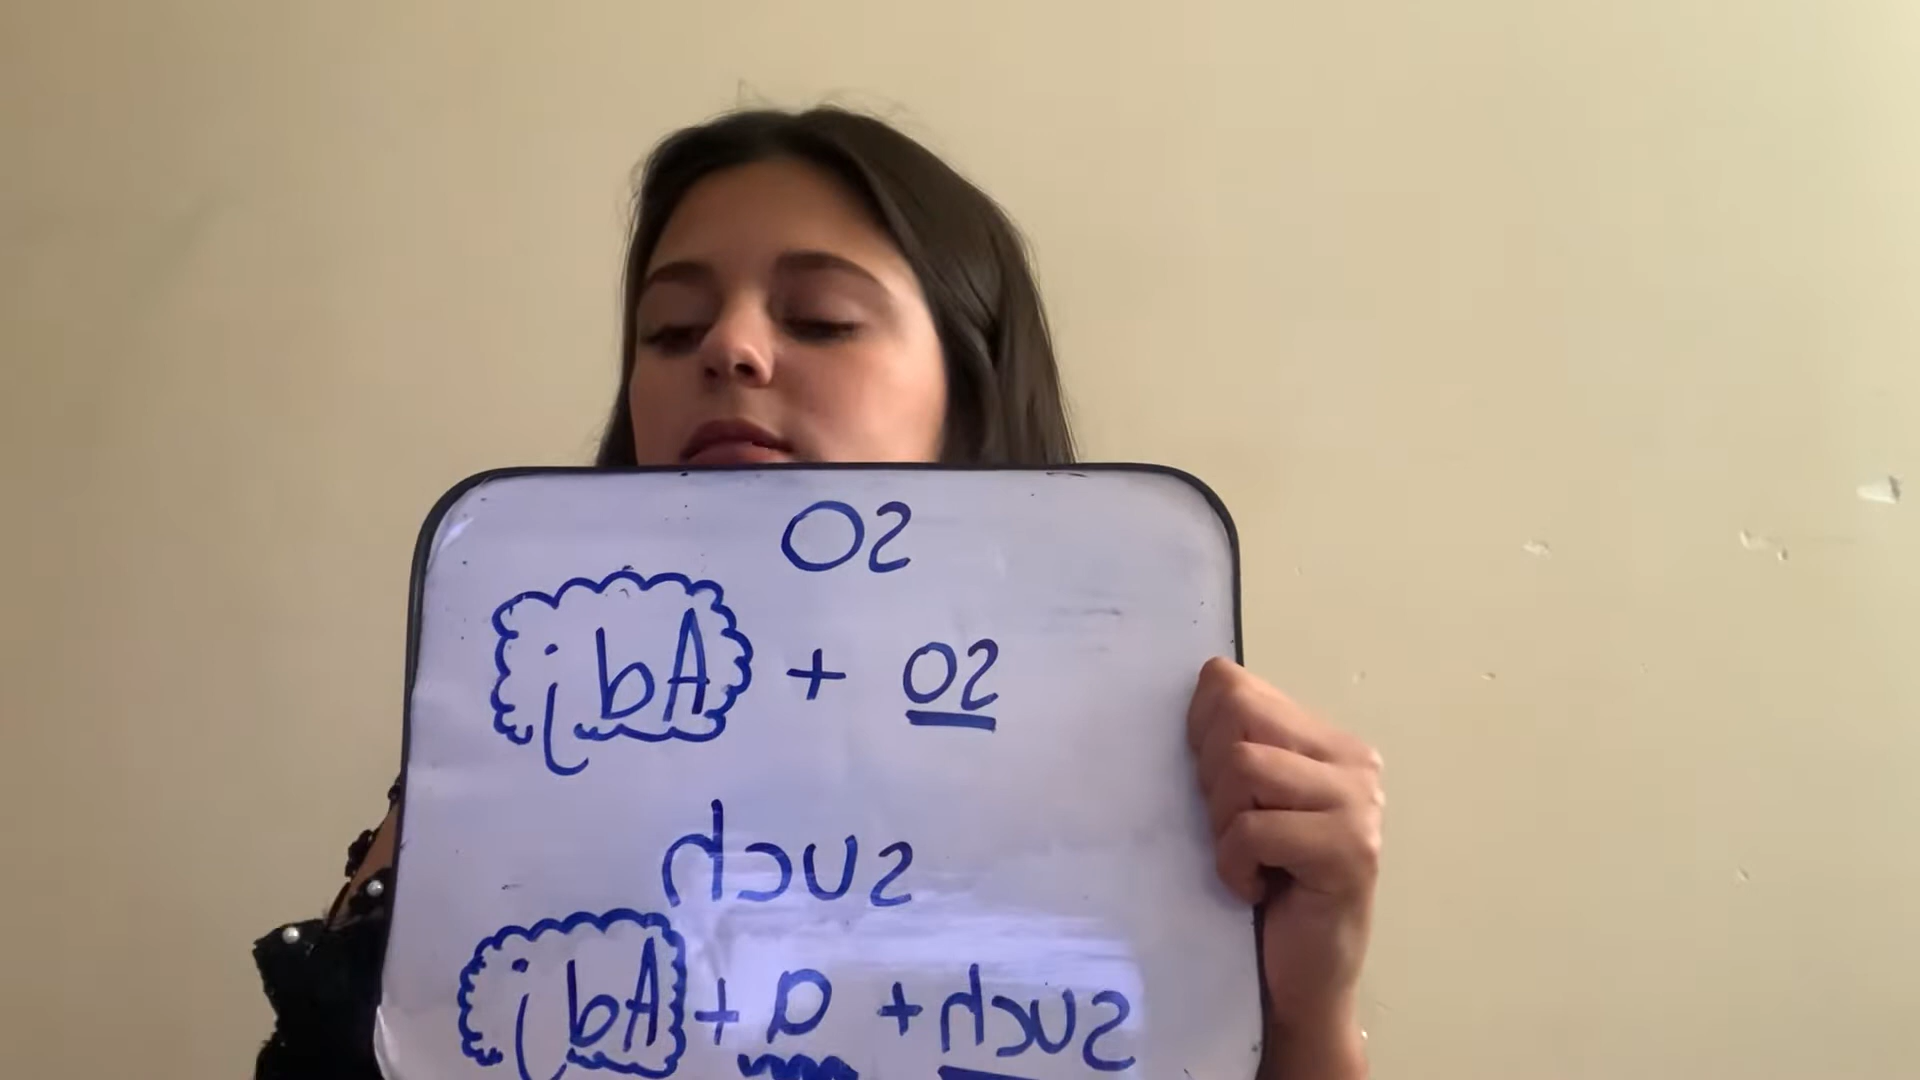 SO
SO + Adj
such
such + a + Adj